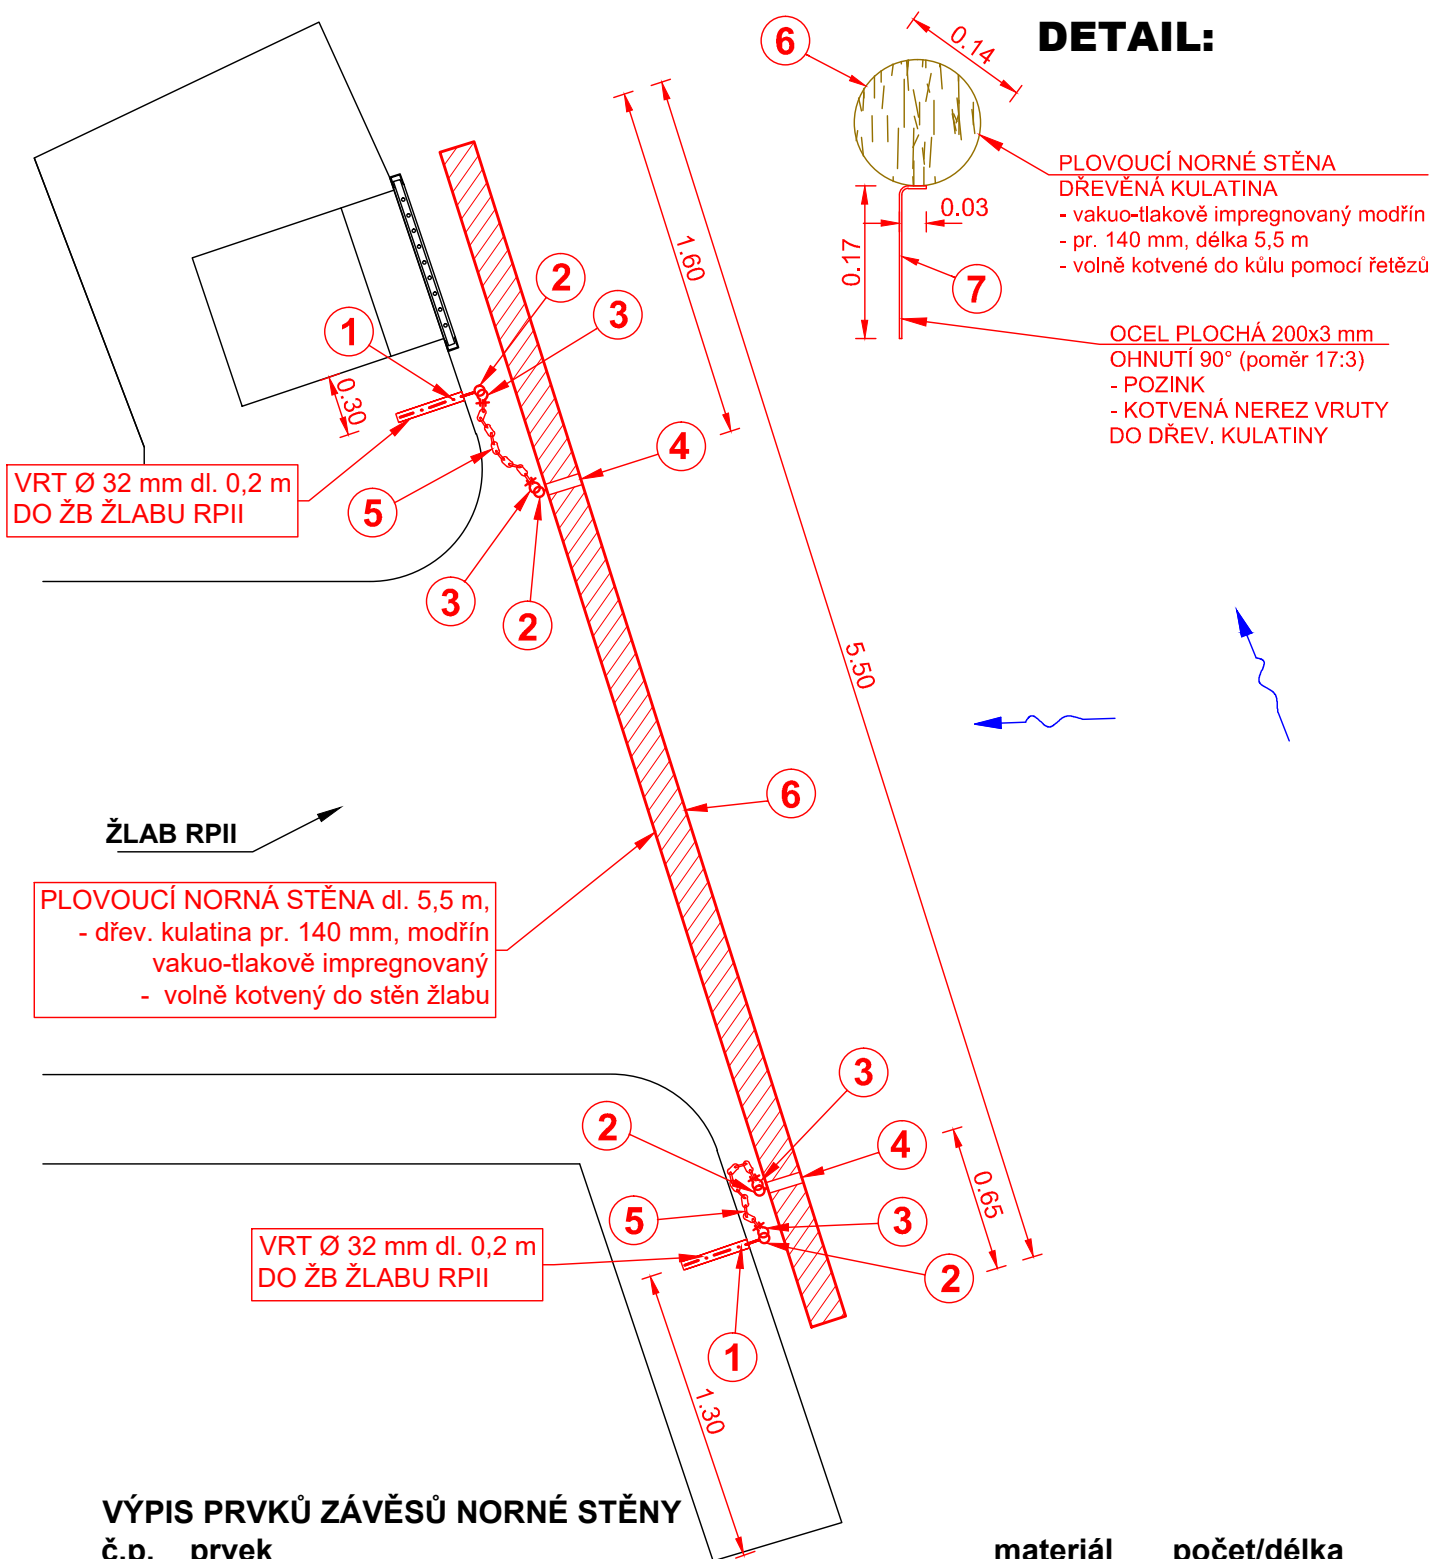 DETAIL:
6
0.14
PLOVOUCÍ NORNÉ STĚNA
DŘEVĚNÁ KULATINA
- vakuo-tlakově impregnovaný modřín
- pr. 140 mm, délka 5,5 m
- volně kotvené do kůlu pomocí řetězů
0.03
0.17
7
OCEL PLOCHÁ 200x3 mm
OHNUTÍ 90° (poměr 17:3)
- POZINK
- KOTVENÁ NEREZ VRUTY
DO DŘEV. KULATINY
1.60
2
3
1
0.30
4
VRT Ø 32 mm dl. 0,2 m
DO ŽB ŽLABU RPII
5
3
2
5.50
6
ŽLAB RPII
PLOVOUCÍ NORNÁ STĚNA dl. 5,5 m,
- dřev. kulatina pr. 140 mm, modřín
vakuo-tlakově impregnovaný
- volně kotvený do stěn žlabu
3
2
4
0.65
5
3
VRT Ø 32 mm dl. 0,2 m
DO ŽB ŽLABU RPII
2
1
1.30
VÝPIS PRVKŮ ZÁVĚSŮ NORNÉ STĚNY
č.p. prvek materiál počet/délka